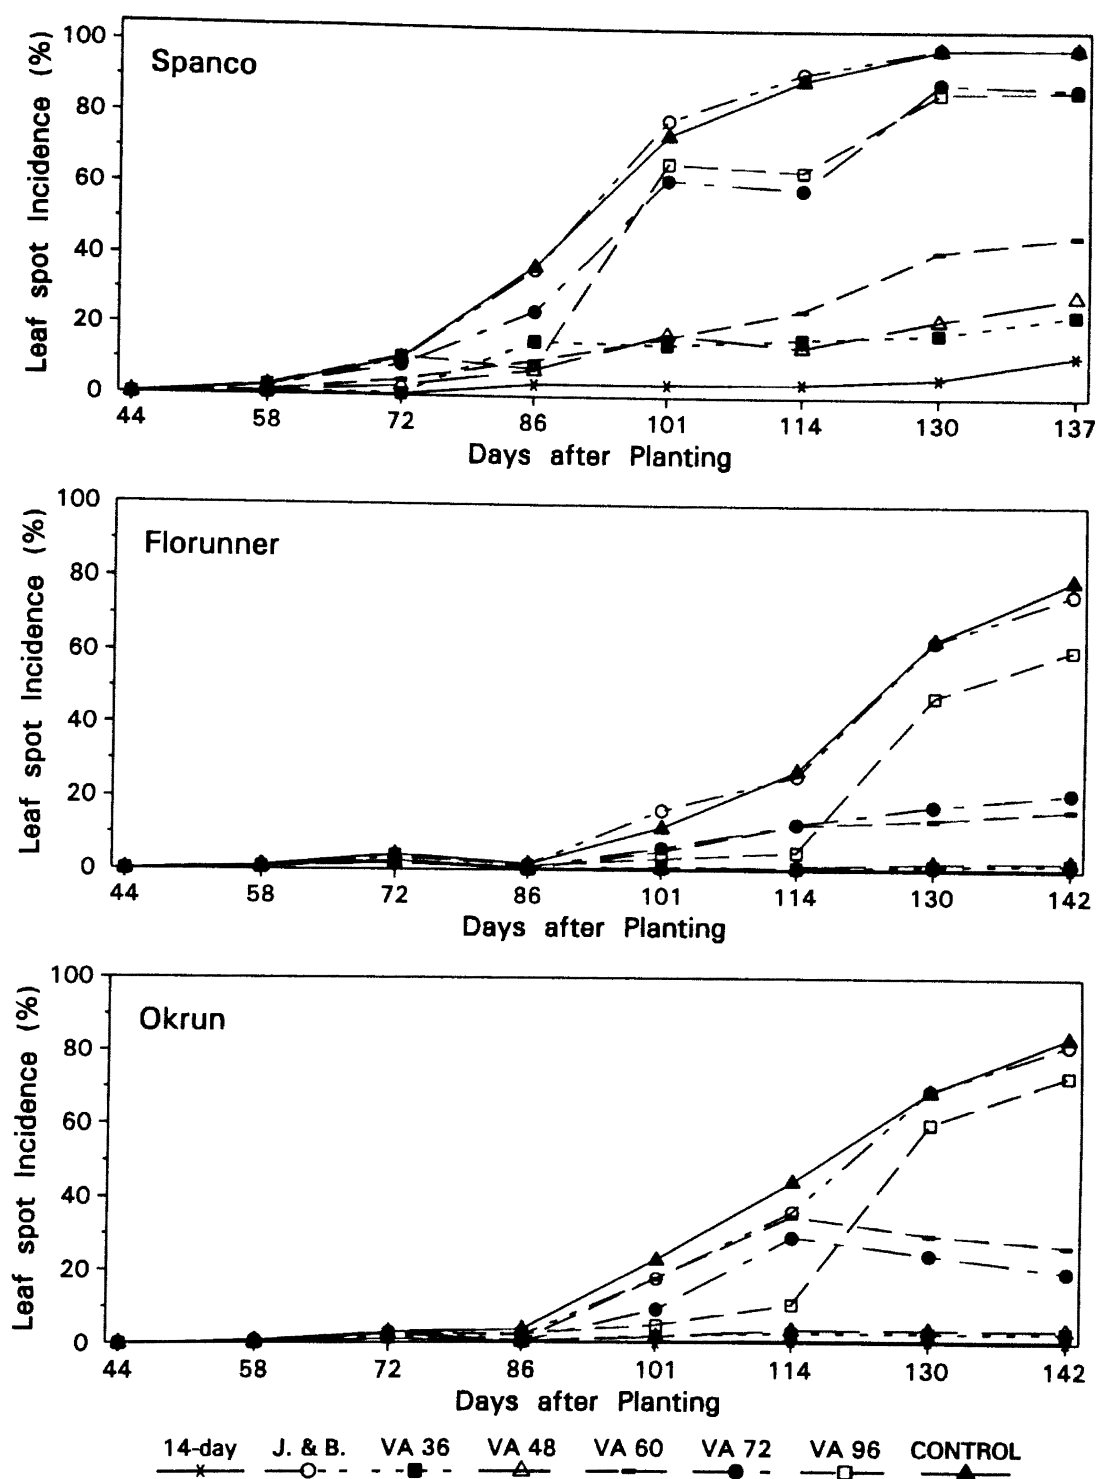 Spanco
Leaf spot Incidence (%)
100
80
60
40
20
0
44 58 72 86 101 114 130 137
Days after Planting
Florunner
Leaf spot Incidence (%)
100
80
60
40
20
0
44 58 72 86 101 114 130 142
Days after Planting
Okrun
Leaf spot Incidence (%)
100
80
60
40
20
0
44 58 72 86 101 114 130 142
Days after Planting
14-day J. & B. VA 36 VA 48 VA 60 VA 72 VA 96 CONTROL